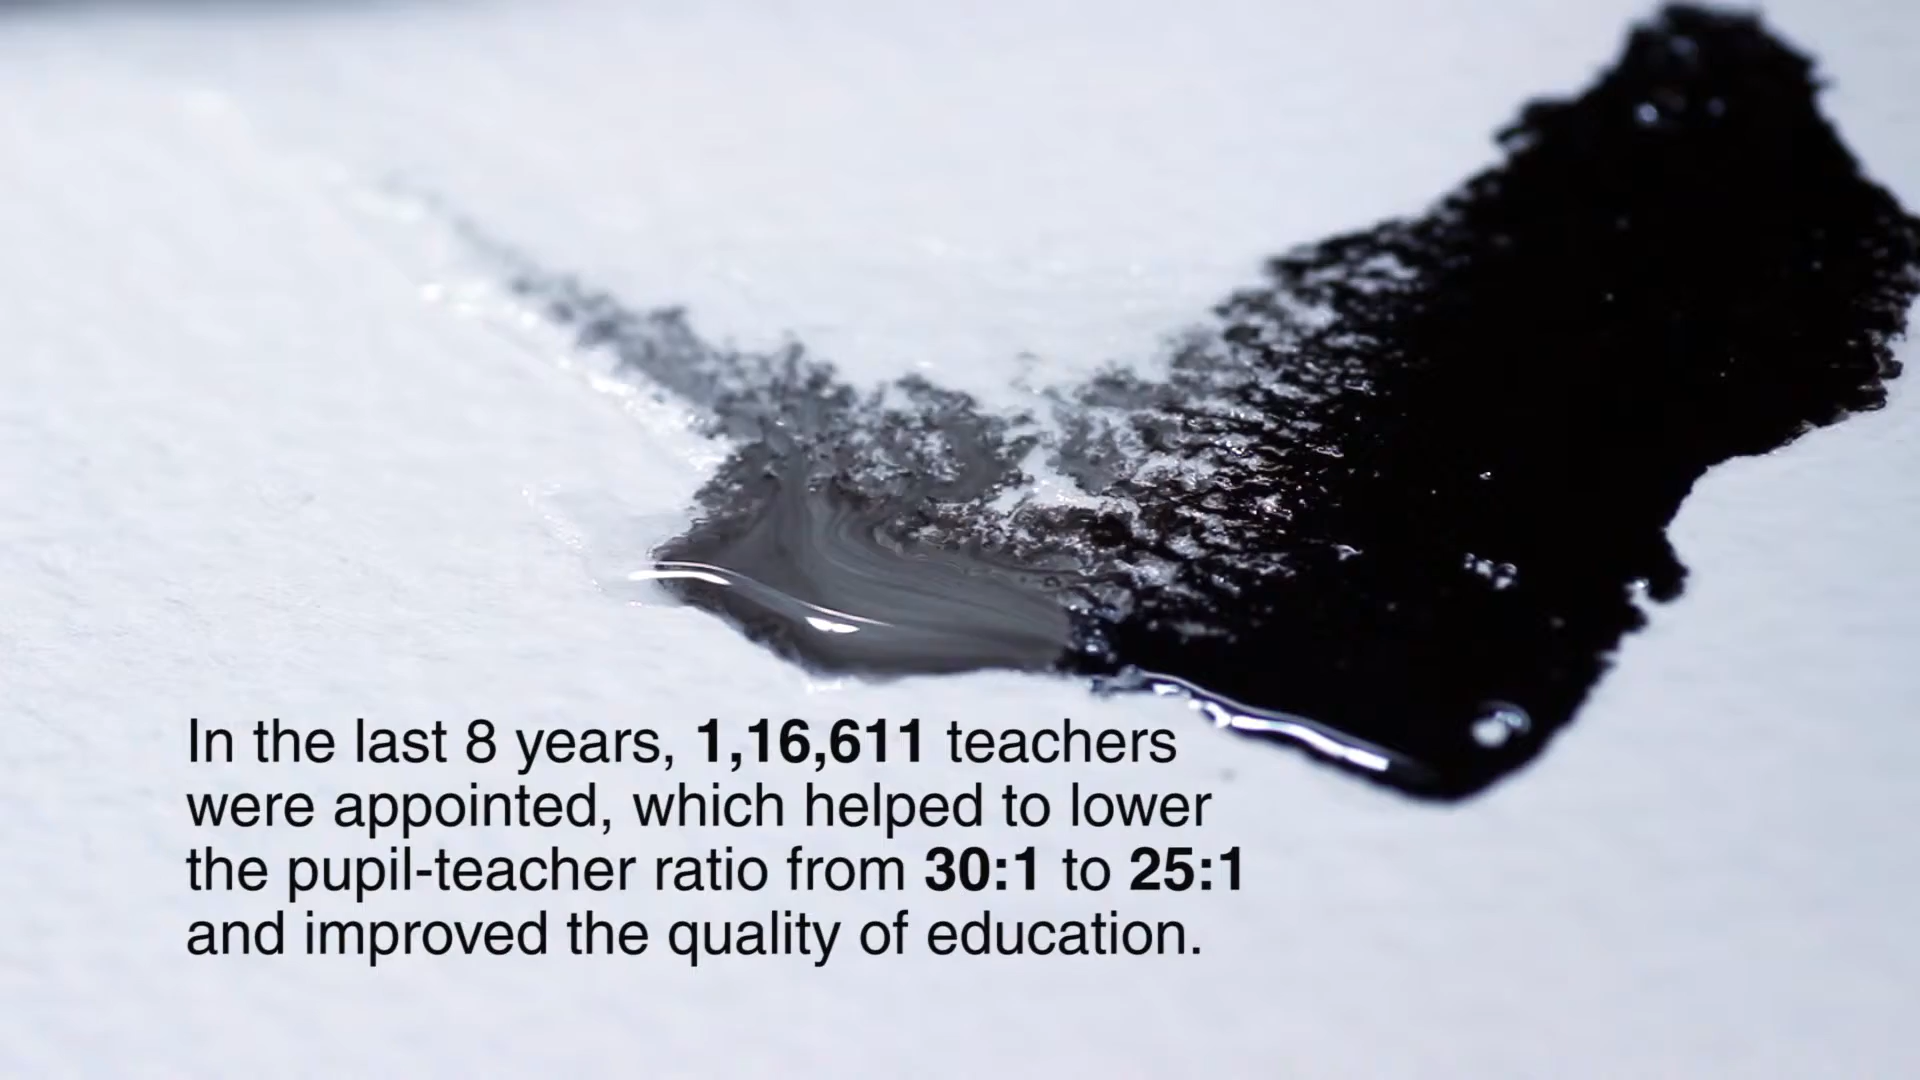 In the last 8 years, 1,16,611 teachers
were appointed, which helped to lower
the pupil-teacher ratio from 30:1 to 25:1
and improved the quality of education.